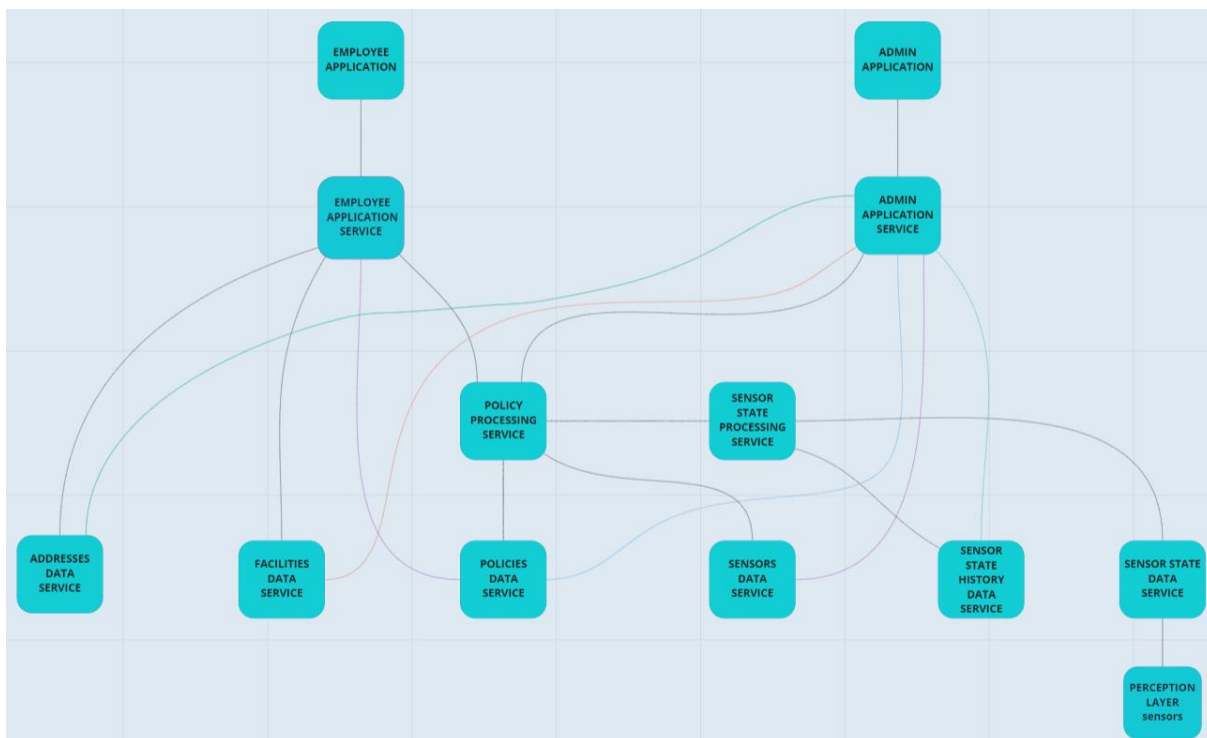 EMPLOYEE
APPLICATION
ADMIN
APPLICATION
EMPLOYEE
APPLICATION
SERVICE
ADMIN
APPLICATION
SERVICE
POLICY
PROCESSING
SERVICE
SENSOR
STATE
PROCESSING
SERVICE
ADDRESSES
DATA
SERVICE
FACILITIES
DATA
SERVICE
POLICIES
DATA
SERVICE
SENSORS
DATA
SERVICE
SENSOR
STATE
HISTORY
DATA
SERVICE
SENSOR STATE
DATA
SERVICE
PERCEPTION
LAYER
sensors